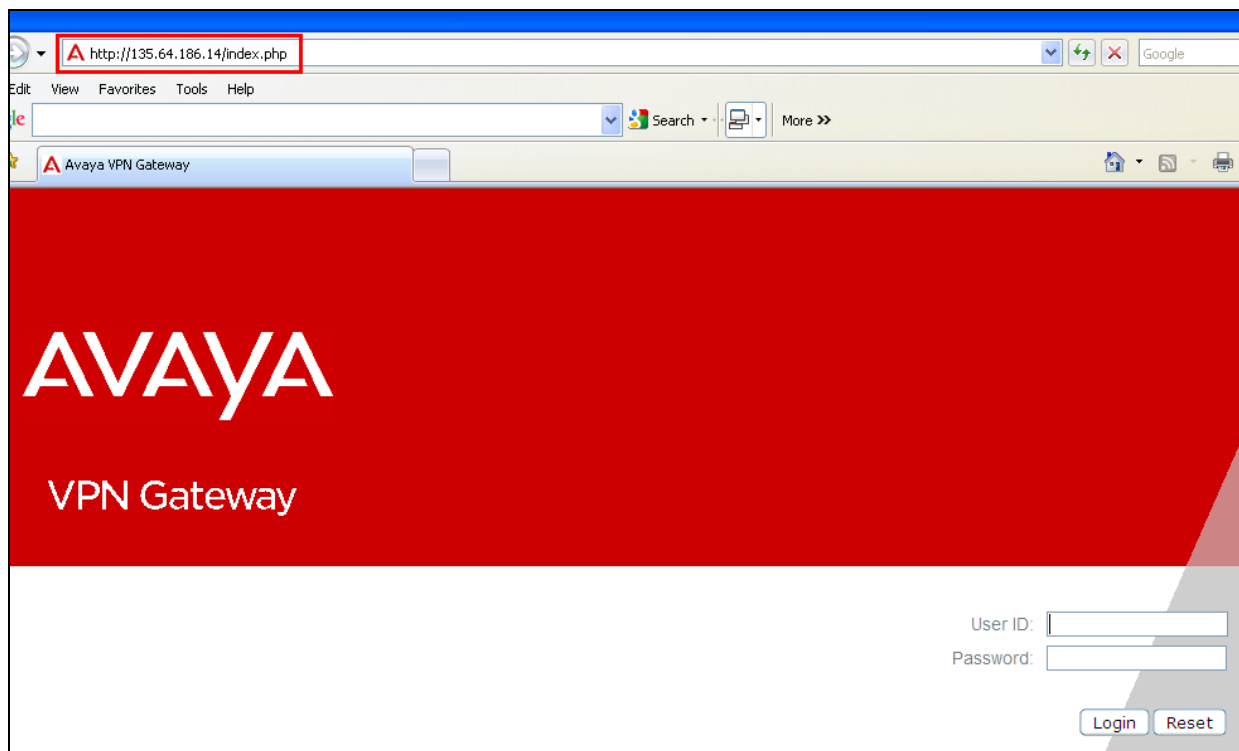 http://135.64.186.14/index.php
Google
Edit View Favorites Tools Help
Search
More >>
Avaya VPN Gateway
AVAYA
VPN Gateway
User ID:
Password:
Login Reset